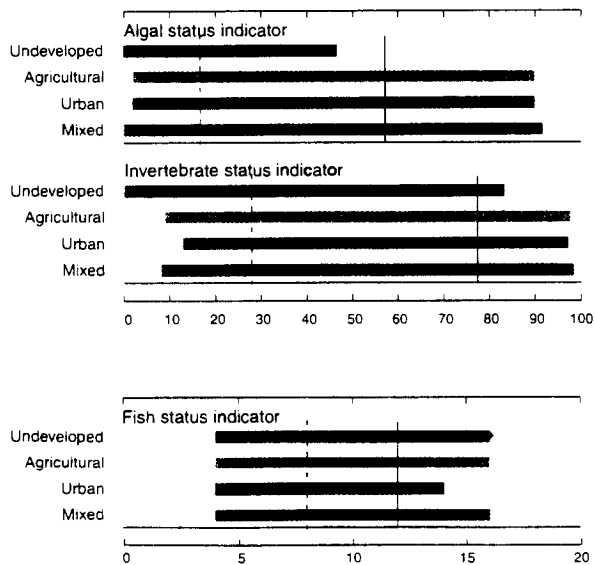 Algal status indicator
Undeveloped
Agricultural
Urban
Mixed
Invertebrate status indicator
Undeveloped
Agricultural
Urban
Mixed
0 10 20 30 40 50 60 70 80 90 100
Fish status indicator
Undeveloped
Agricultural
Urban
Mixed
0 5 10 15 20